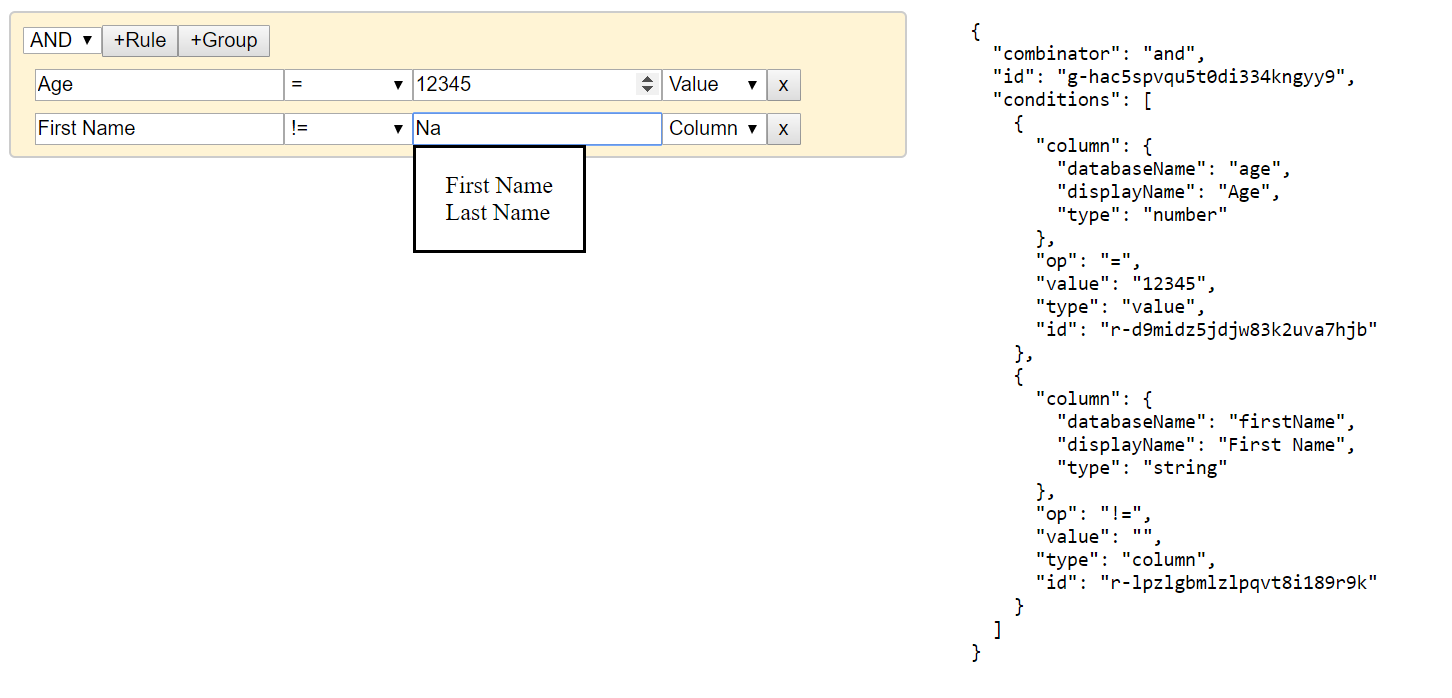 AND ▼ +Rule +Group
Age = ▼ 12345 Value ▼ x
First Name != ▼ Na Column ▼ x
First Name
Last Name
{
  "combinator": "and",
  "id": "g-hac5spvqu5t0di334kngyy9",
  "conditions": [
    {
      "column": {
        "databaseName": "age",
        "displayName": "Age",
        "type": "number"
      },
      "op": "=",
      "value": "12345",
      "type": "value",
      "id": "r-d9midz5jdjw83k2uva7hjb"
    },
    {
      "column": {
        "databaseName": "firstName",
        "displayName": "First Name",
        "type": "string"
      },
      "op": "!=",
      "value": "",
      "type": "column",
      "id": "r-lpzlgbmlzlpqvt8i189r9k"
    }
  ]
}